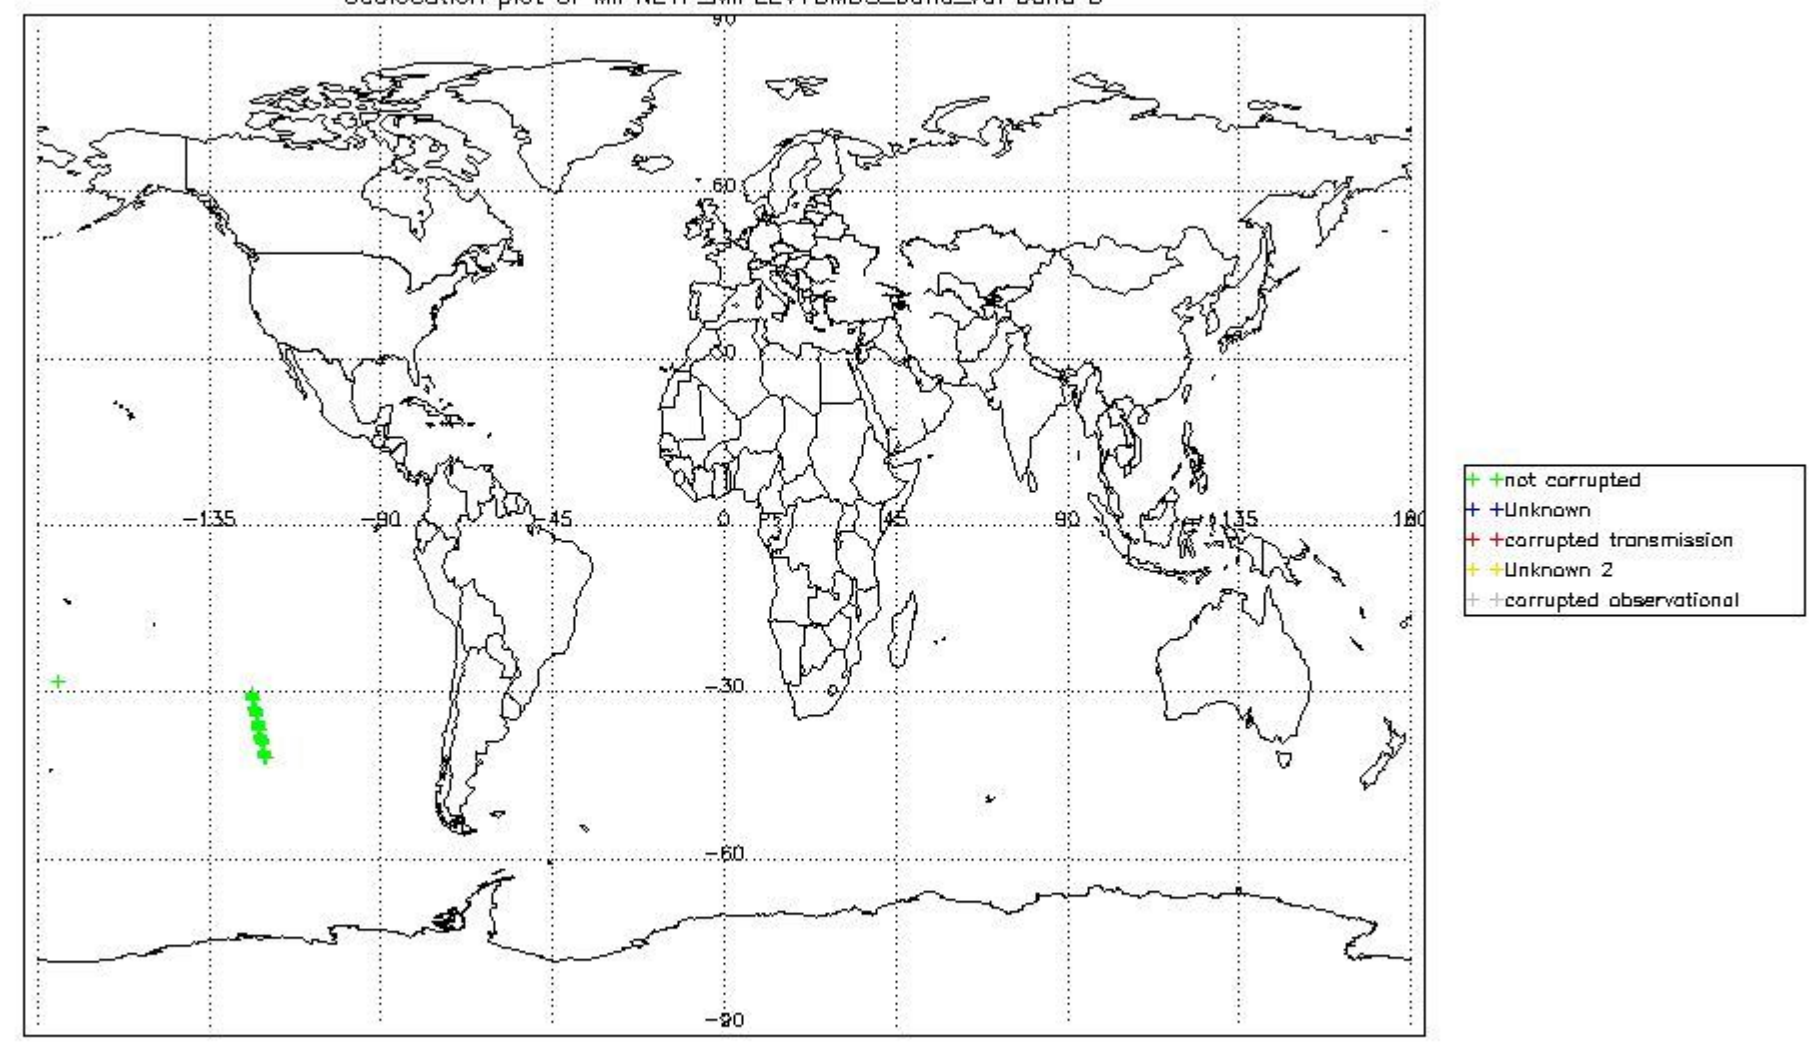 90
60
-135 -90 -45 0 45 90 135 180
-30
-60
-90
not corrupted
Unknown
corrupted transmission
Unknown 2
corrupted observational